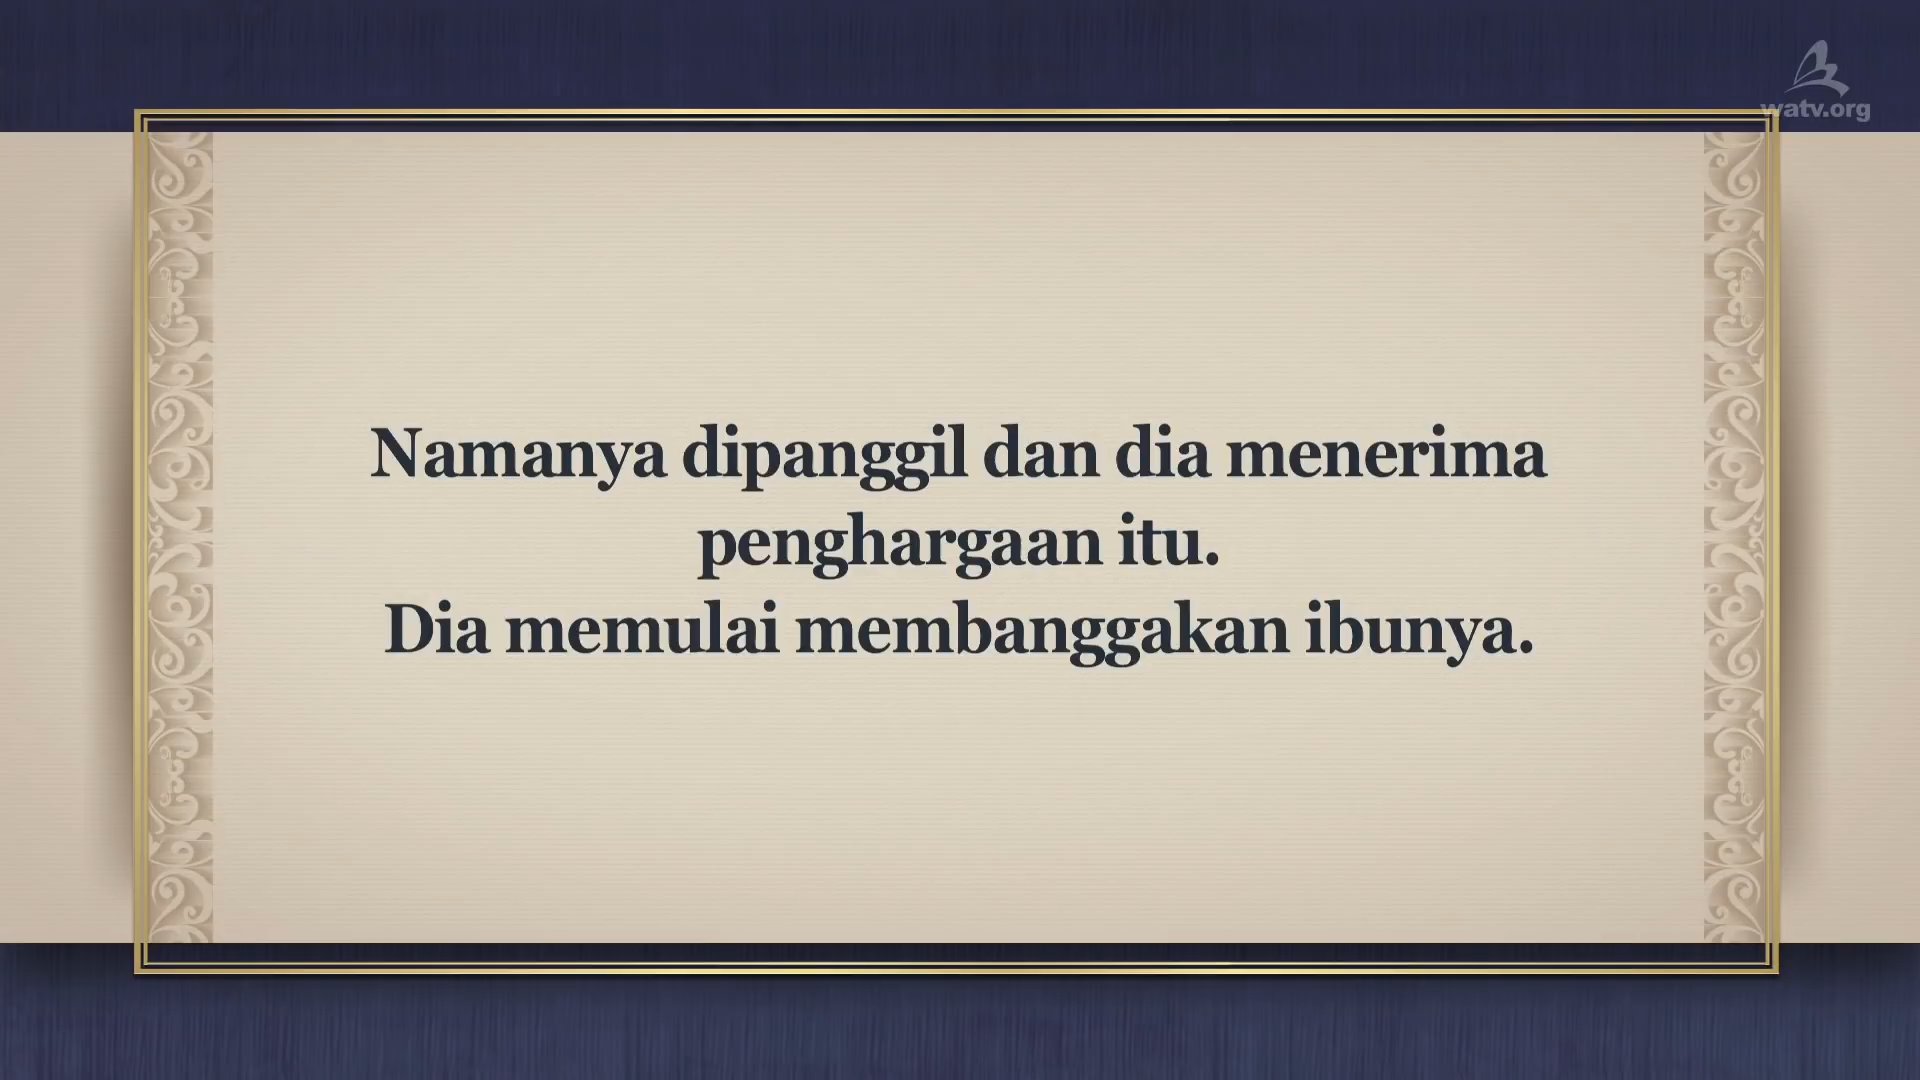 watv.org
Namanya dipanggil dan dia menerima
penghargaan itu.
Dia memulai membanggakan ibunya.